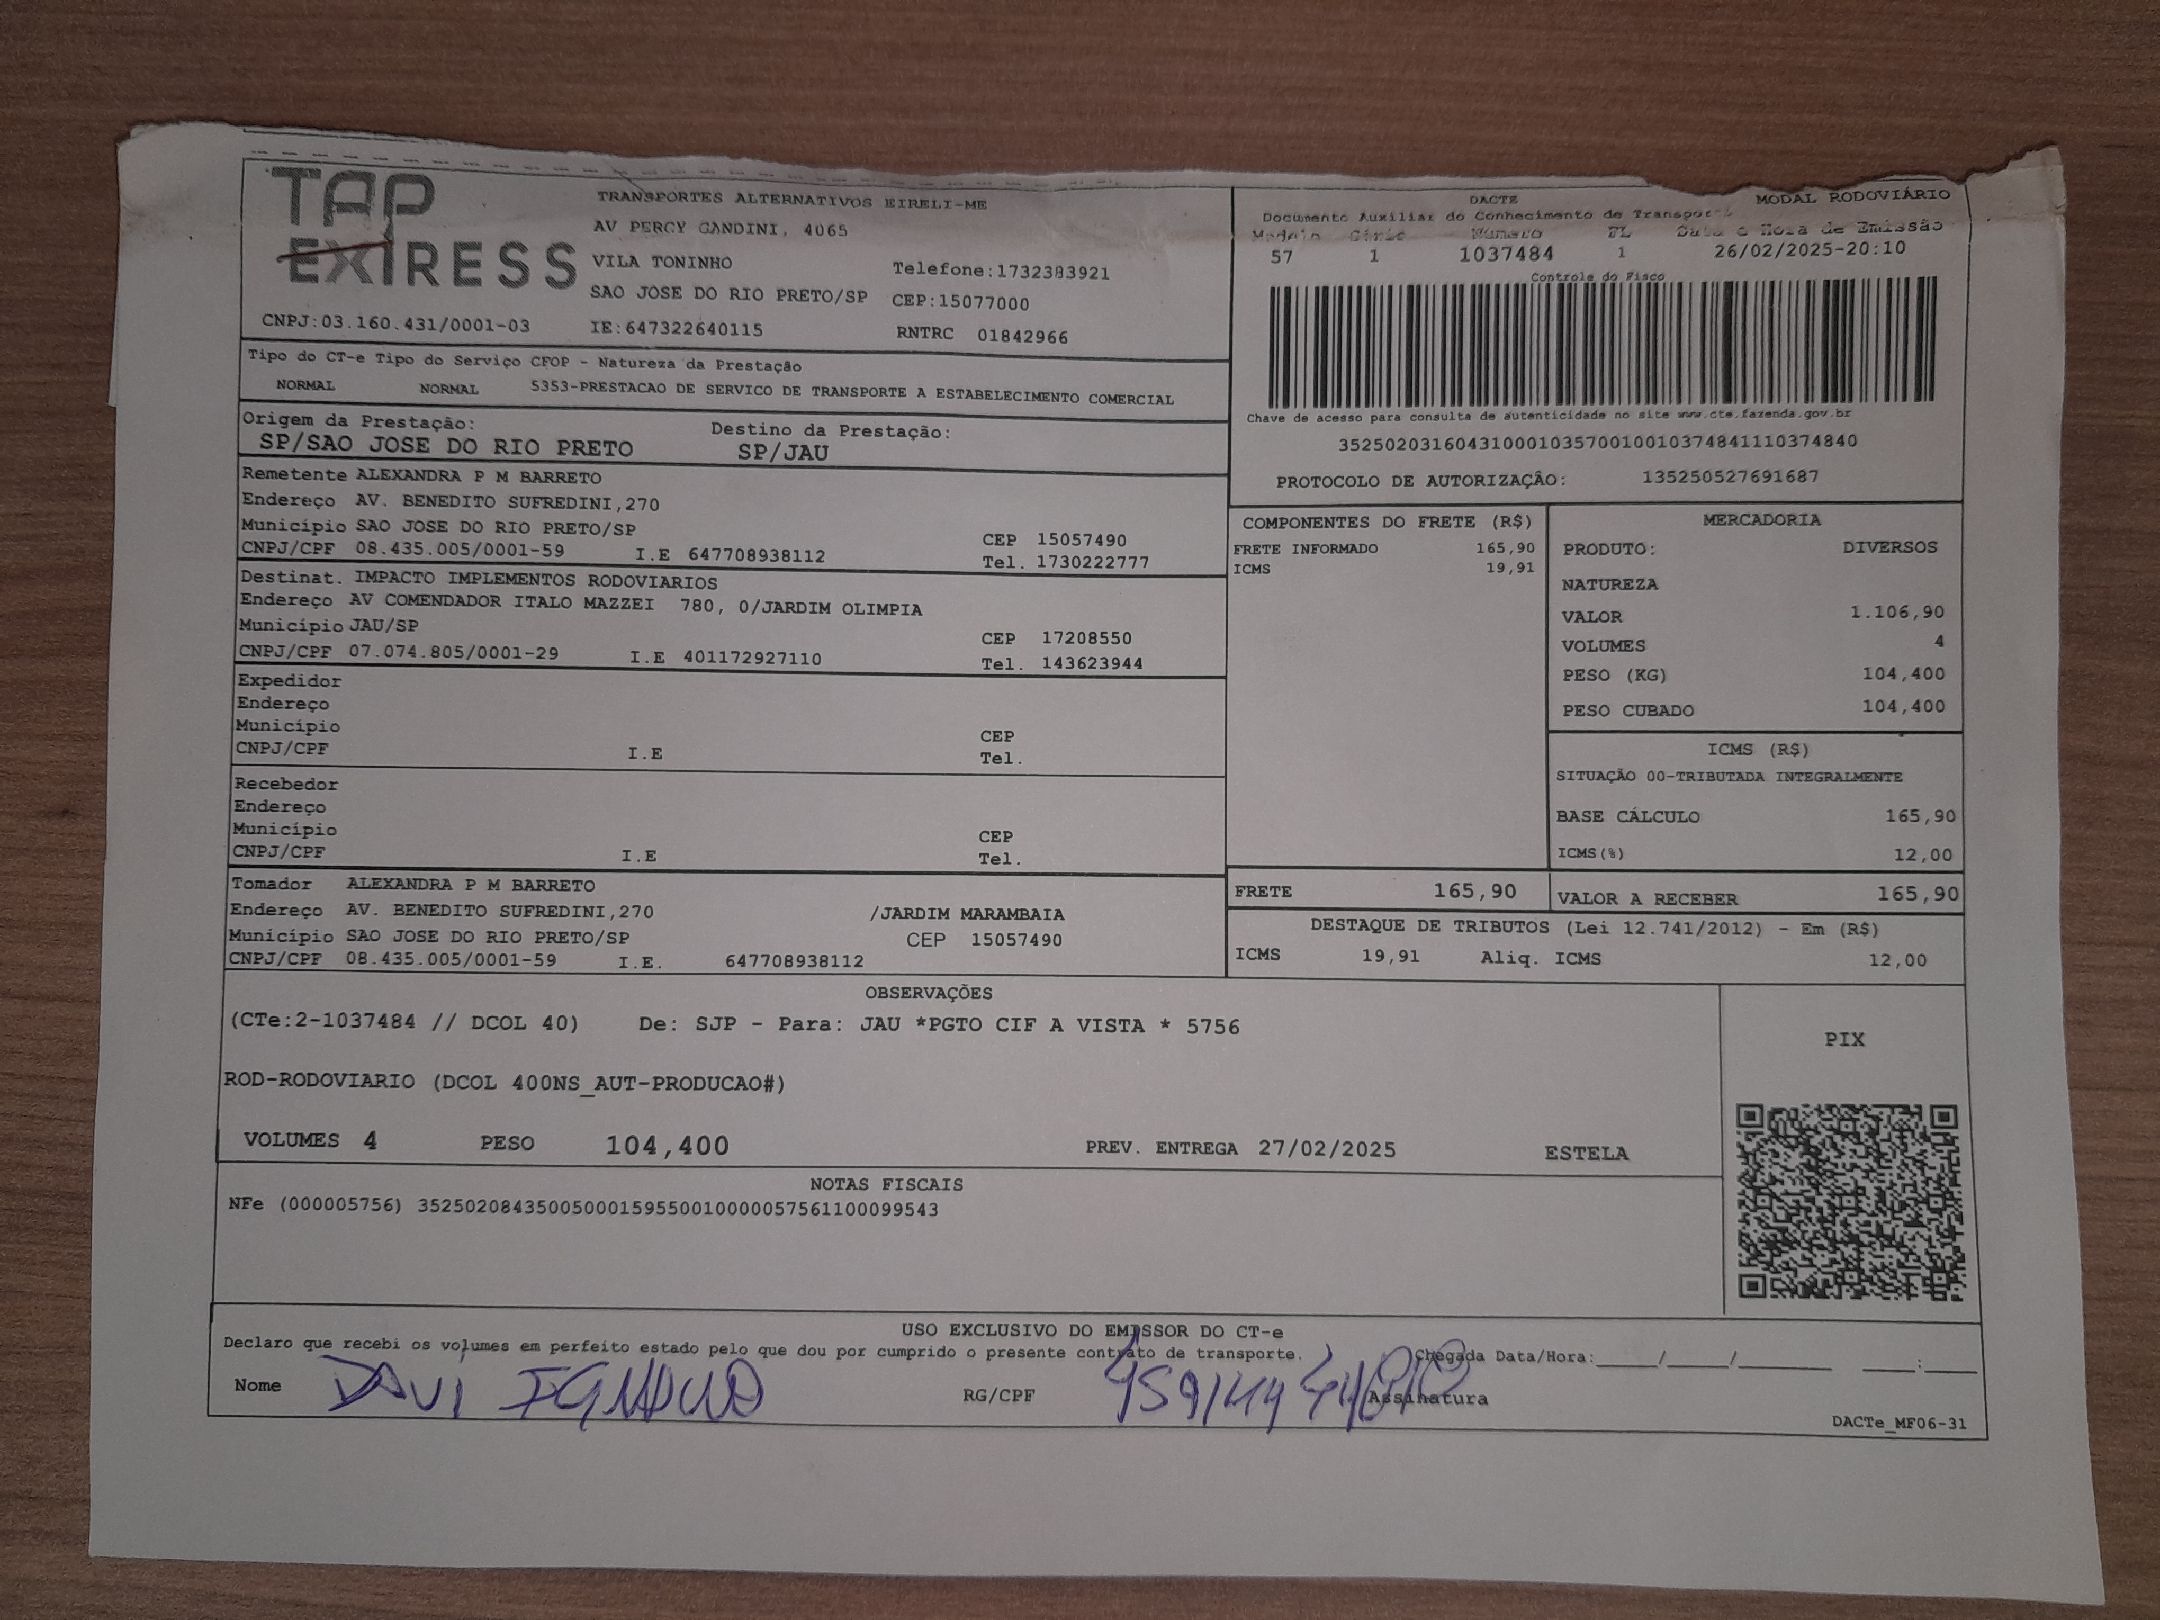 TAP
EXPRESS
TRANSPORTES ALTERNATIVOS EIRELI-ME
AV PERCY GANDINI, 4065
VILA TONINHO Telefone:1732383921
SAO JOSE DO RIO PRETO/SP CEP:15077000
CNPJ:03.160.431/0001-03 IE:647322640115 RNTRC 01842966
DACTE MODAL RODOVIÁRIO
Documento Auxiliar do Conhecimento de Transporte
Modelo Série Número FL Data e Hora de Emissão
57 1 1037484 1 26/02/2025-20:10
Controle do Fisco
Chave de acesso para consulta de autenticidade no site www.cte.fazenda.gov.br
35250203160431000103570010010374841110374840
PROTOCOLO DE AUTORIZAÇÃO: 135250527691687
Tipo do CT-e Tipo do Serviço CFOP - Natureza da Prestação
NORMAL NORMAL 5353-PRESTACAO DE SERVICO DE TRANSPORTE A ESTABELECIMENTO COMERCIAL
Origem da Prestação: Destino da Prestação:
SP/SAO JOSE DO RIO PRETO SP/JAU
Remetente ALEXANDRA P M BARRETO
Endereço AV. BENEDITO SUFREDINI,270
Município SAO JOSE DO RIO PRETO/SP CEP 15057490
CNPJ/CPF 08.435.005/0001-59 I.E 647708938112 Tel. 1730222777
Destinat. IMPACTO IMPLEMENTOS RODOVIARIOS
Endereço AV COMENDADOR ITALO MAZZEI 780, 0/JARDIM OLIMPIA
Município JAU/SP CEP 17208550
CNPJ/CPF 07.074.805/0001-29 I.E 401172927110 Tel. 143623944
Expedidor
Endereço
Município CEP
CNPJ/CPF I.E Tel.
Recebedor
Endereço
Município CEP
CNPJ/CPF I.E Tel.
Tomador ALEXANDRA P M BARRETO
Endereço AV. BENEDITO SUFREDINI,270 /JARDIM MARAMBAIA
Município SAO JOSE DO RIO PRETO/SP CEP 15057490
CNPJ/CPF 08.435.005/0001-59 I.E. 647708938112
COMPONENTES DO FRETE (R$)
FRETE INFORMADO 165,90
ICMS 19,91
MERCADORIA
PRODUTO: DIVERSOS
NATUREZA
VALOR 1.106,90
VOLUMES 4
PESO (KG) 104,400
PESO CUBADO 104,400
ICMS (R$)
SITUAÇÃO 00-TRIBUTADA INTEGRALMENTE
BASE CÁLCULO 165,90
ICMS(%) 12,00
FRETE 165,90 VALOR A RECEBER 165,90
DESTAQUE DE TRIBUTOS (Lei 12.741/2012) - Em (R$)
ICMS 19,91 Aliq. ICMS 12,00
OBSERVAÇÕES
(CTe:2-1037484 // DCOL 40) De: SJP - Para: JAU *PGTO CIF A VISTA * 5756
ROD-RODOVIARIO (DCOL 400NS_AUT-PRODUCAO#)
VOLUMES 4 PESO 104,400 PREV. ENTREGA 27/02/2025 ESTELA
PIX
NOTAS FISCAIS
NFe (000005756) 35250208435005000159550010000057561100099543
USO EXCLUSIVO DO EMISSOR DO CT-e
Declaro que recebi os volumes em perfeito estado pelo que dou por cumprido o presente contrato de transporte. Chegada Data/Hora:_____/______/_________ ___:_____
Nome DAVI IGNACIO RG/CPF Assinatura
DACTe_MF06-31